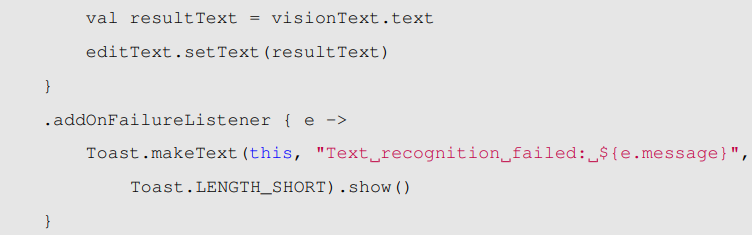 val resultText = visionText.text
editText.setText(resultText)
}
.addOnFailureListener { e ->
Toast.makeText(this, "Text␣recognition␣failed:␣${e.message}",
Toast.LENGTH_SHORT).show()
}